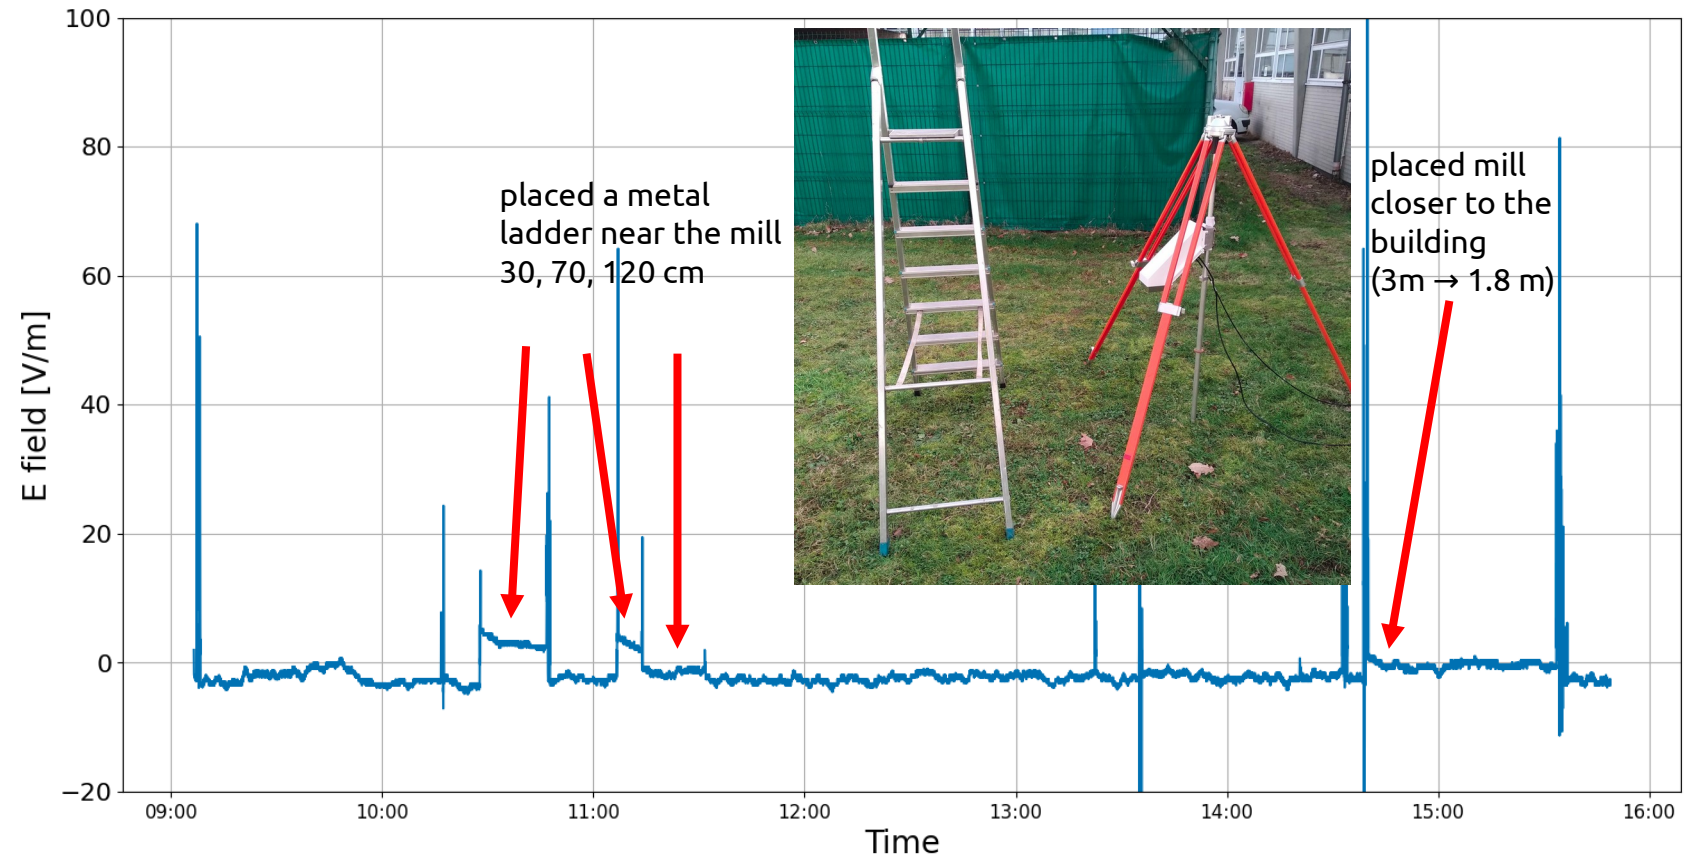 100
80
60
40
20
0
−20
E field [V/m]
placed a metal
ladder near the mill
30, 70, 120 cm
placed mill
closer to the
building
(3m → 1.8 m)
09:00 10:00 11:00 12:00 13:00 14:00 15:00 16:00
Time